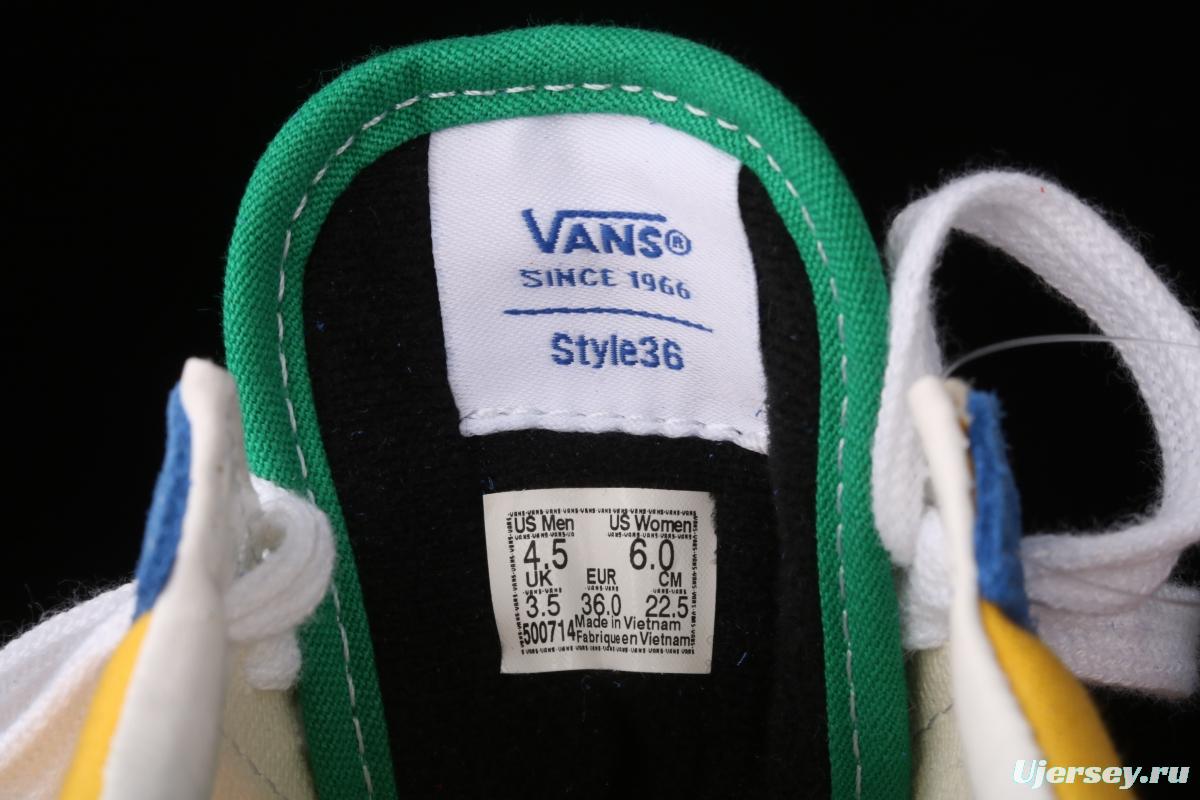 VANS®
SINCE 1966
Style36
US Men US Women
4.5 6.0
UK EUR CM
3.5 36.0 22.5
500714 Made in Vietnam
Fabrique en Vietnam
Ujersey.ru